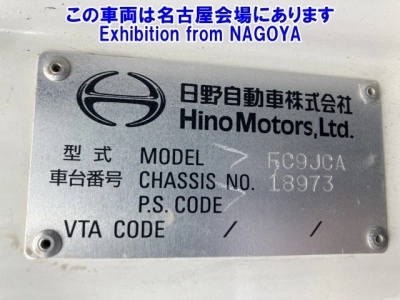 この車両は名古屋会場にあります
Exhibition from NAGOYA
日野自動車株式会社
HinoMotors,Ltd.
型式 MODEL FC9JCA
車台番号 CHASSIS NO. 18973
P.S. CODE
VTA CODE / /